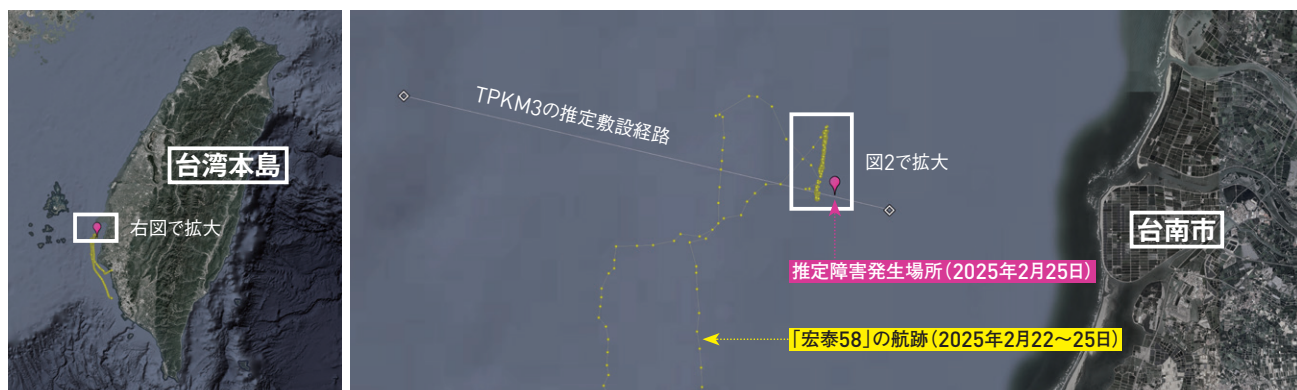 台湾本島
右図で拡大
TPKM3の推定敷設経路
図2で拡大
台南市
推定障害発生場所（2025年2月25日）
「宏泰58」の航跡（2025年2月22〜25日）